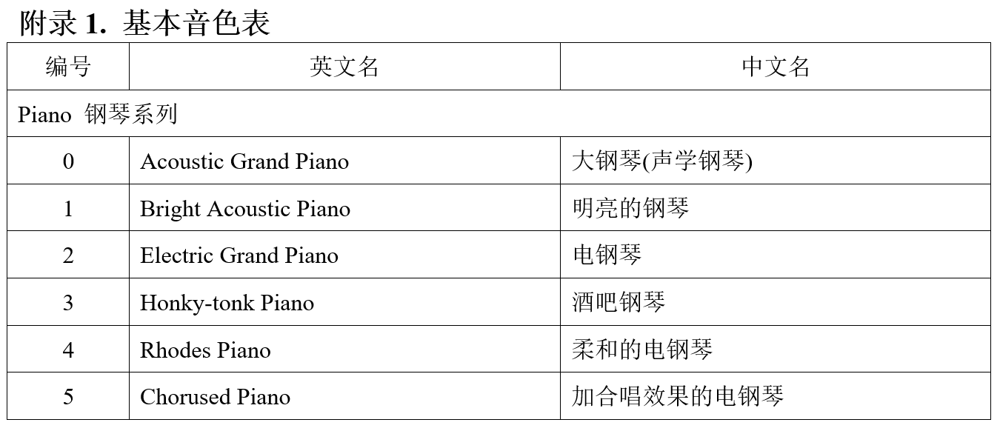 附录 1. 基本音色表
编号 英文名 中文名
Piano 钢琴系列
0 Acoustic Grand Piano 大钢琴(声学钢琴)
1 Bright Acoustic Piano 明亮的钢琴
2 Electric Grand Piano 电钢琴
3 Honky-tonk Piano 酒吧钢琴
4 Rhodes Piano 柔和的电钢琴
5 Chorused Piano 加合唱效果的电钢琴